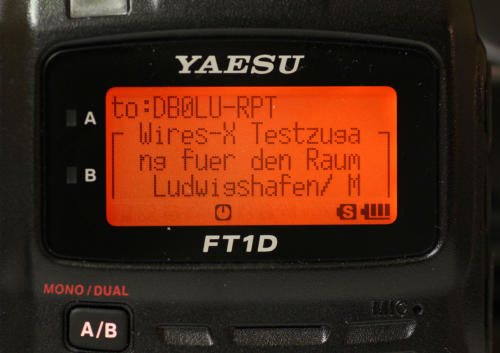 YAESU
A
to:DB0LU-RPT
Wires-X Testzuga
ng fuer den Raum
B
Ludwigshafen/ M
S
FT1D
MONO/DUAL
A/B
MIC